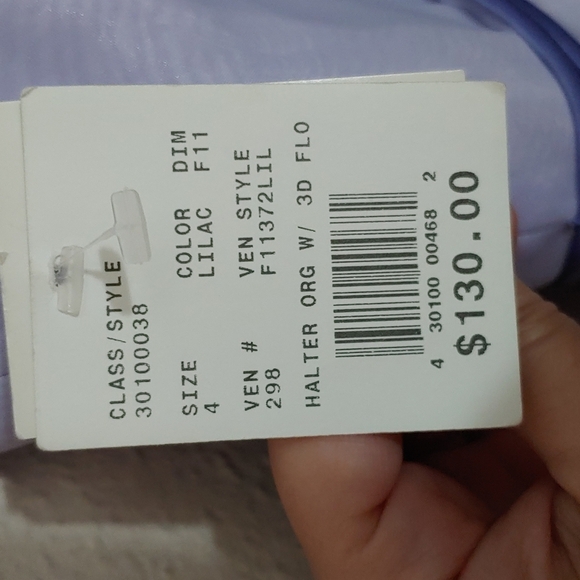 CLASS/STYLE
30100038
SIZE COLOR DIM
4 LILAC F11
VEN # VEN STYLE
298 F11372LIL
HALTER ORG W/ 3D FLO
4 30100 00468 2
$130.00